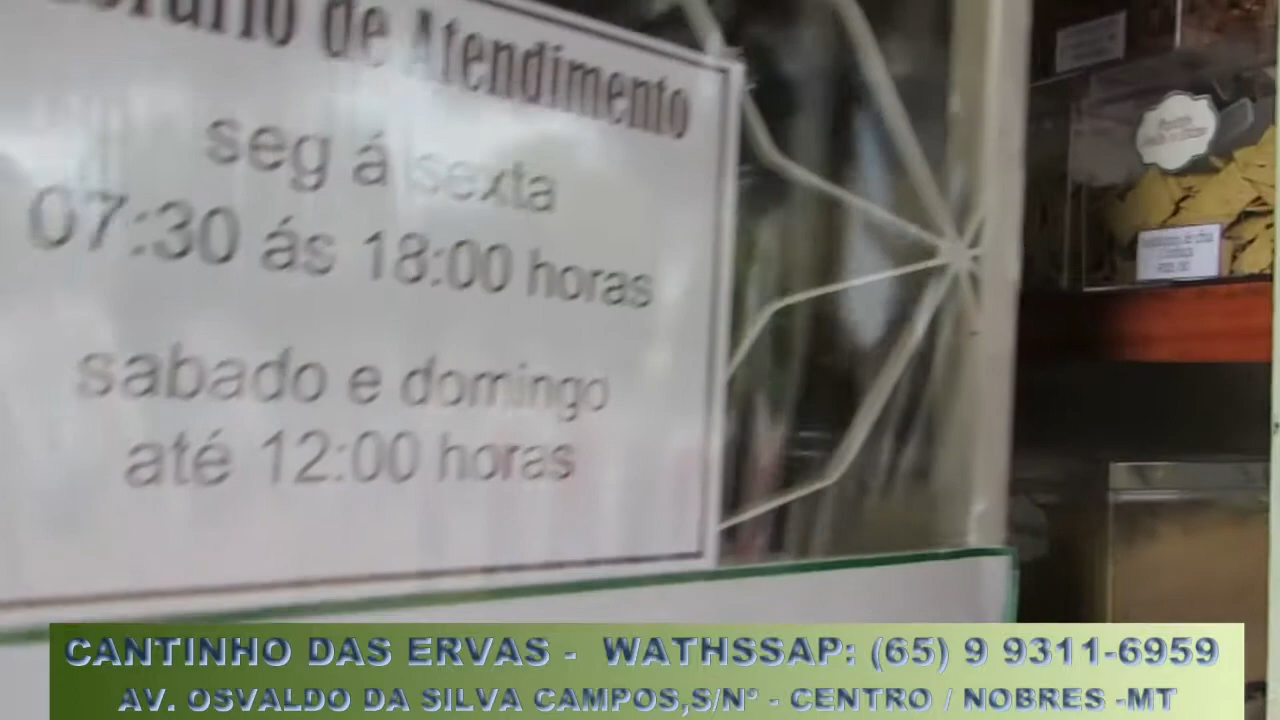 de Atendimento
seg á sexta
07:30 ás 18:00 horas
sabado e domingo
até 12:00 horas
CANTINHO DAS ERVAS - WATHSSAP: (65) 9 9311-6959
AV. OSVALDO DA SILVA CAMPOS,S/Nº - CENTRO / NOBRES -MT